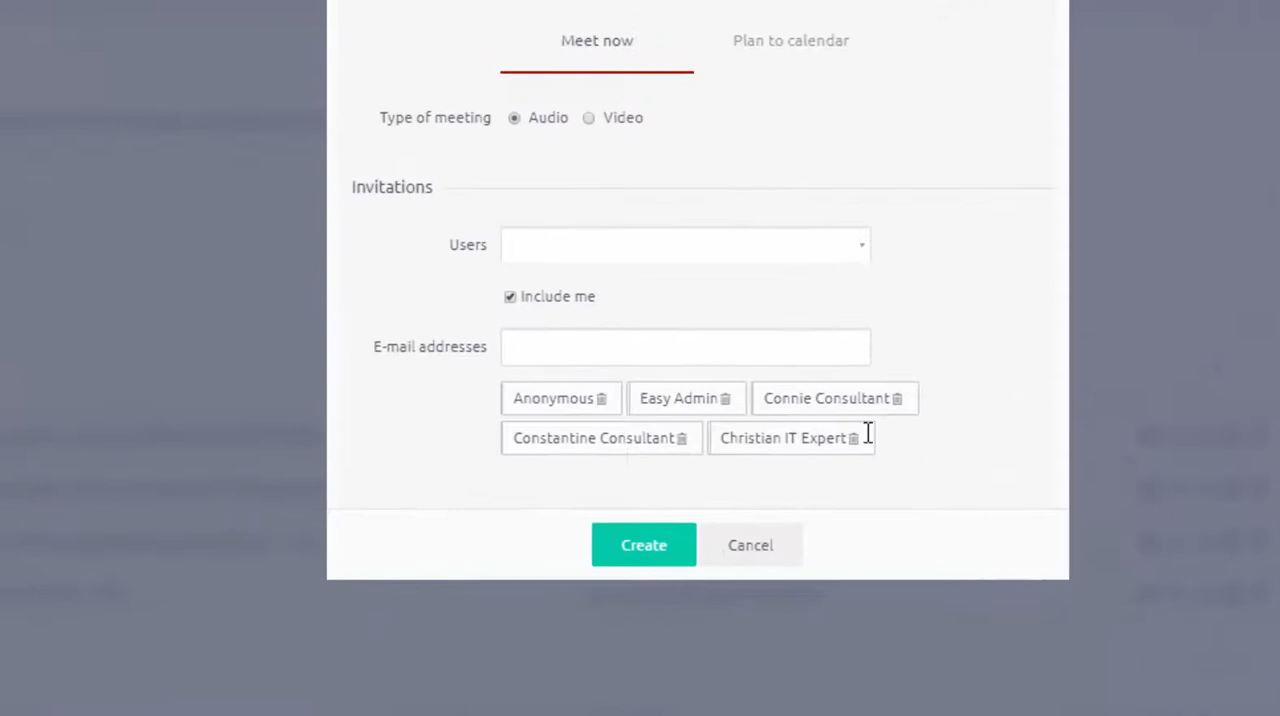 Meet now Plan to calendar
Type of meeting Audio Video
Invitations
Users
Include me
E-mail addresses
Anonymous Easy Admin Connie Consultant
Constantine Consultant Christian IT Expert
Create Cancel